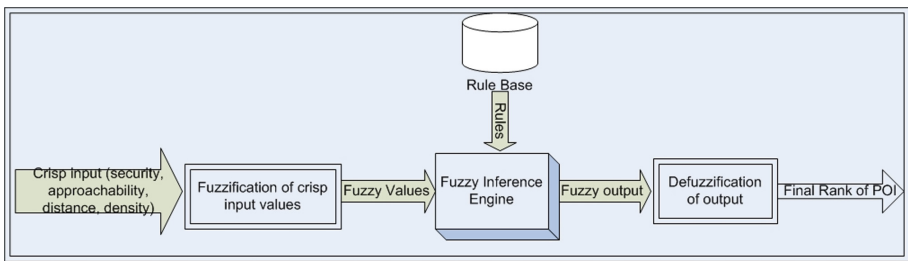 Rule Base
Rules
Crisp input (security,
approachability,
distance, density)
Fuzzification of crisp
input values
Fuzzy Values
Fuzzy Inference
Engine
Fuzzy output
Defuzzification
of output
Final Rank of POI